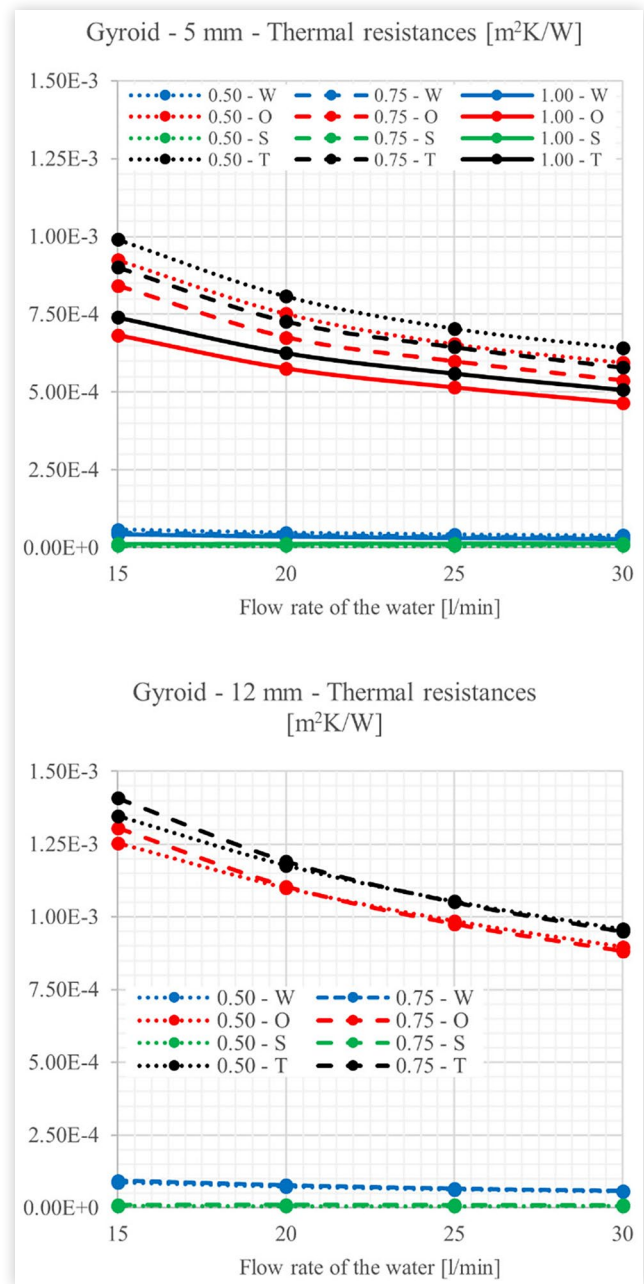 Gyroid - 5 mm - Thermal resistances [m²K/W]
1.50E-3
0.50 - W 0.75 - W 1.00 - W
0.50 - O 0.75 - O 1.00 - O
1.25E-3
0.50 - S 0.75 - S 1.00 - S
0.50 - T 0.75 - T 1.00 - T
1.00E-3
7.50E-4
5.00E-4
2.50E-4
0.00E+0
15 20 25 30
Flow rate of the water [l/min]
Gyroid - 12 mm - Thermal resistances
[m²K/W]
1.50E-3
1.25E-3
1.00E-3
7.50E-4
0.50 - W 0.75 - W
0.50 - O 0.75 - O
0.50 - S 0.75 - S
5.00E-4
0.50 - T 0.75 - T
2.50E-4
0.00E+0
15 20 25 30
Flow rate of the water [l/min]